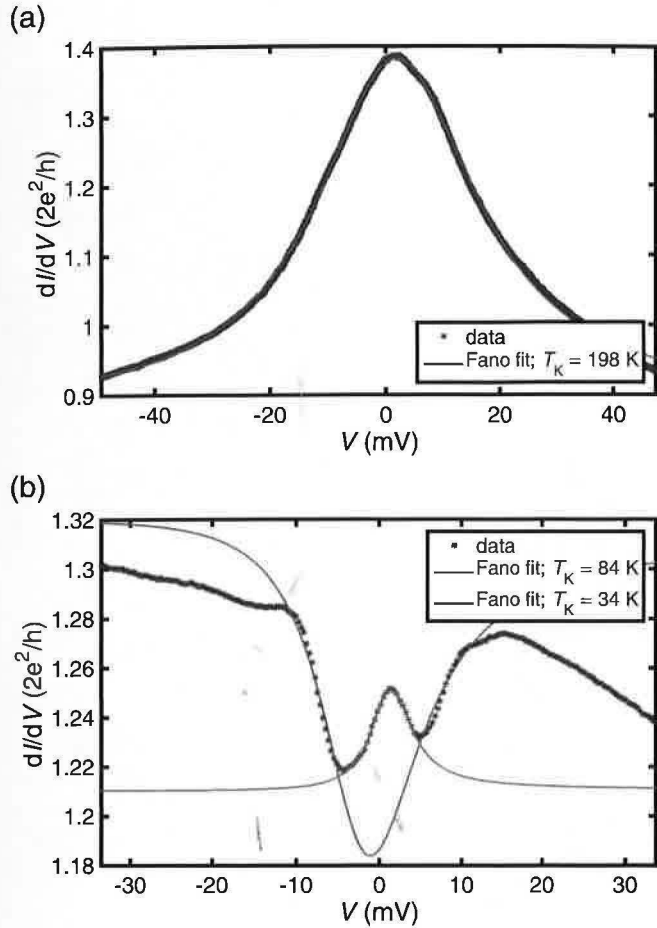 (a)
1.4
1.3
1.2
1.1
1
0.9
dI/dV (2e²/h)
data
Fano fit; T_K = 198 K
-40
-20
0
20
40
V (mV)
(b)
1.32
1.3
1.28
1.26
1.24
1.22
1.2
1.18
dI/dV (2e²/h)
data
Fano fit; T_K = 84 K
Fano fit; T_K = 34 K
-30
-20
-10
0
10
20
30
V (mV)